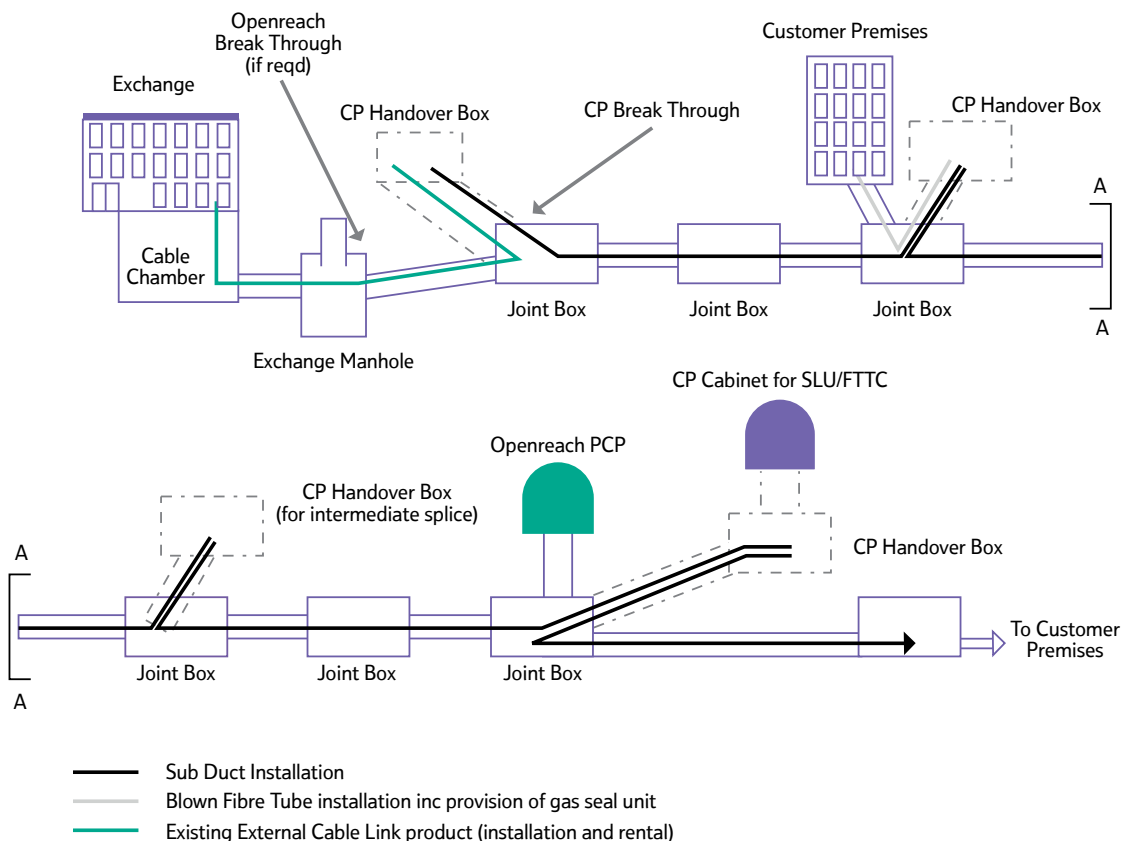 Openreach
Break Through
(if reqd)
Customer Premises
Exchange
CP Handover Box
CP Break Through
CP Handover Box
A
Cable
Chamber
Joint Box
Joint Box
Joint Box
A
Exchange Manhole
CP Cabinet for SLU/FTTC
Openreach PCP
CP Handover Box
(for intermediate splice)
CP Handover Box
A
To Customer
Premises
Joint Box
Joint Box
Joint Box
A
Sub Duct Installation
Blown Fibre Tube installation inc provision of gas seal unit
Existing External Cable Link product (installation and rental)